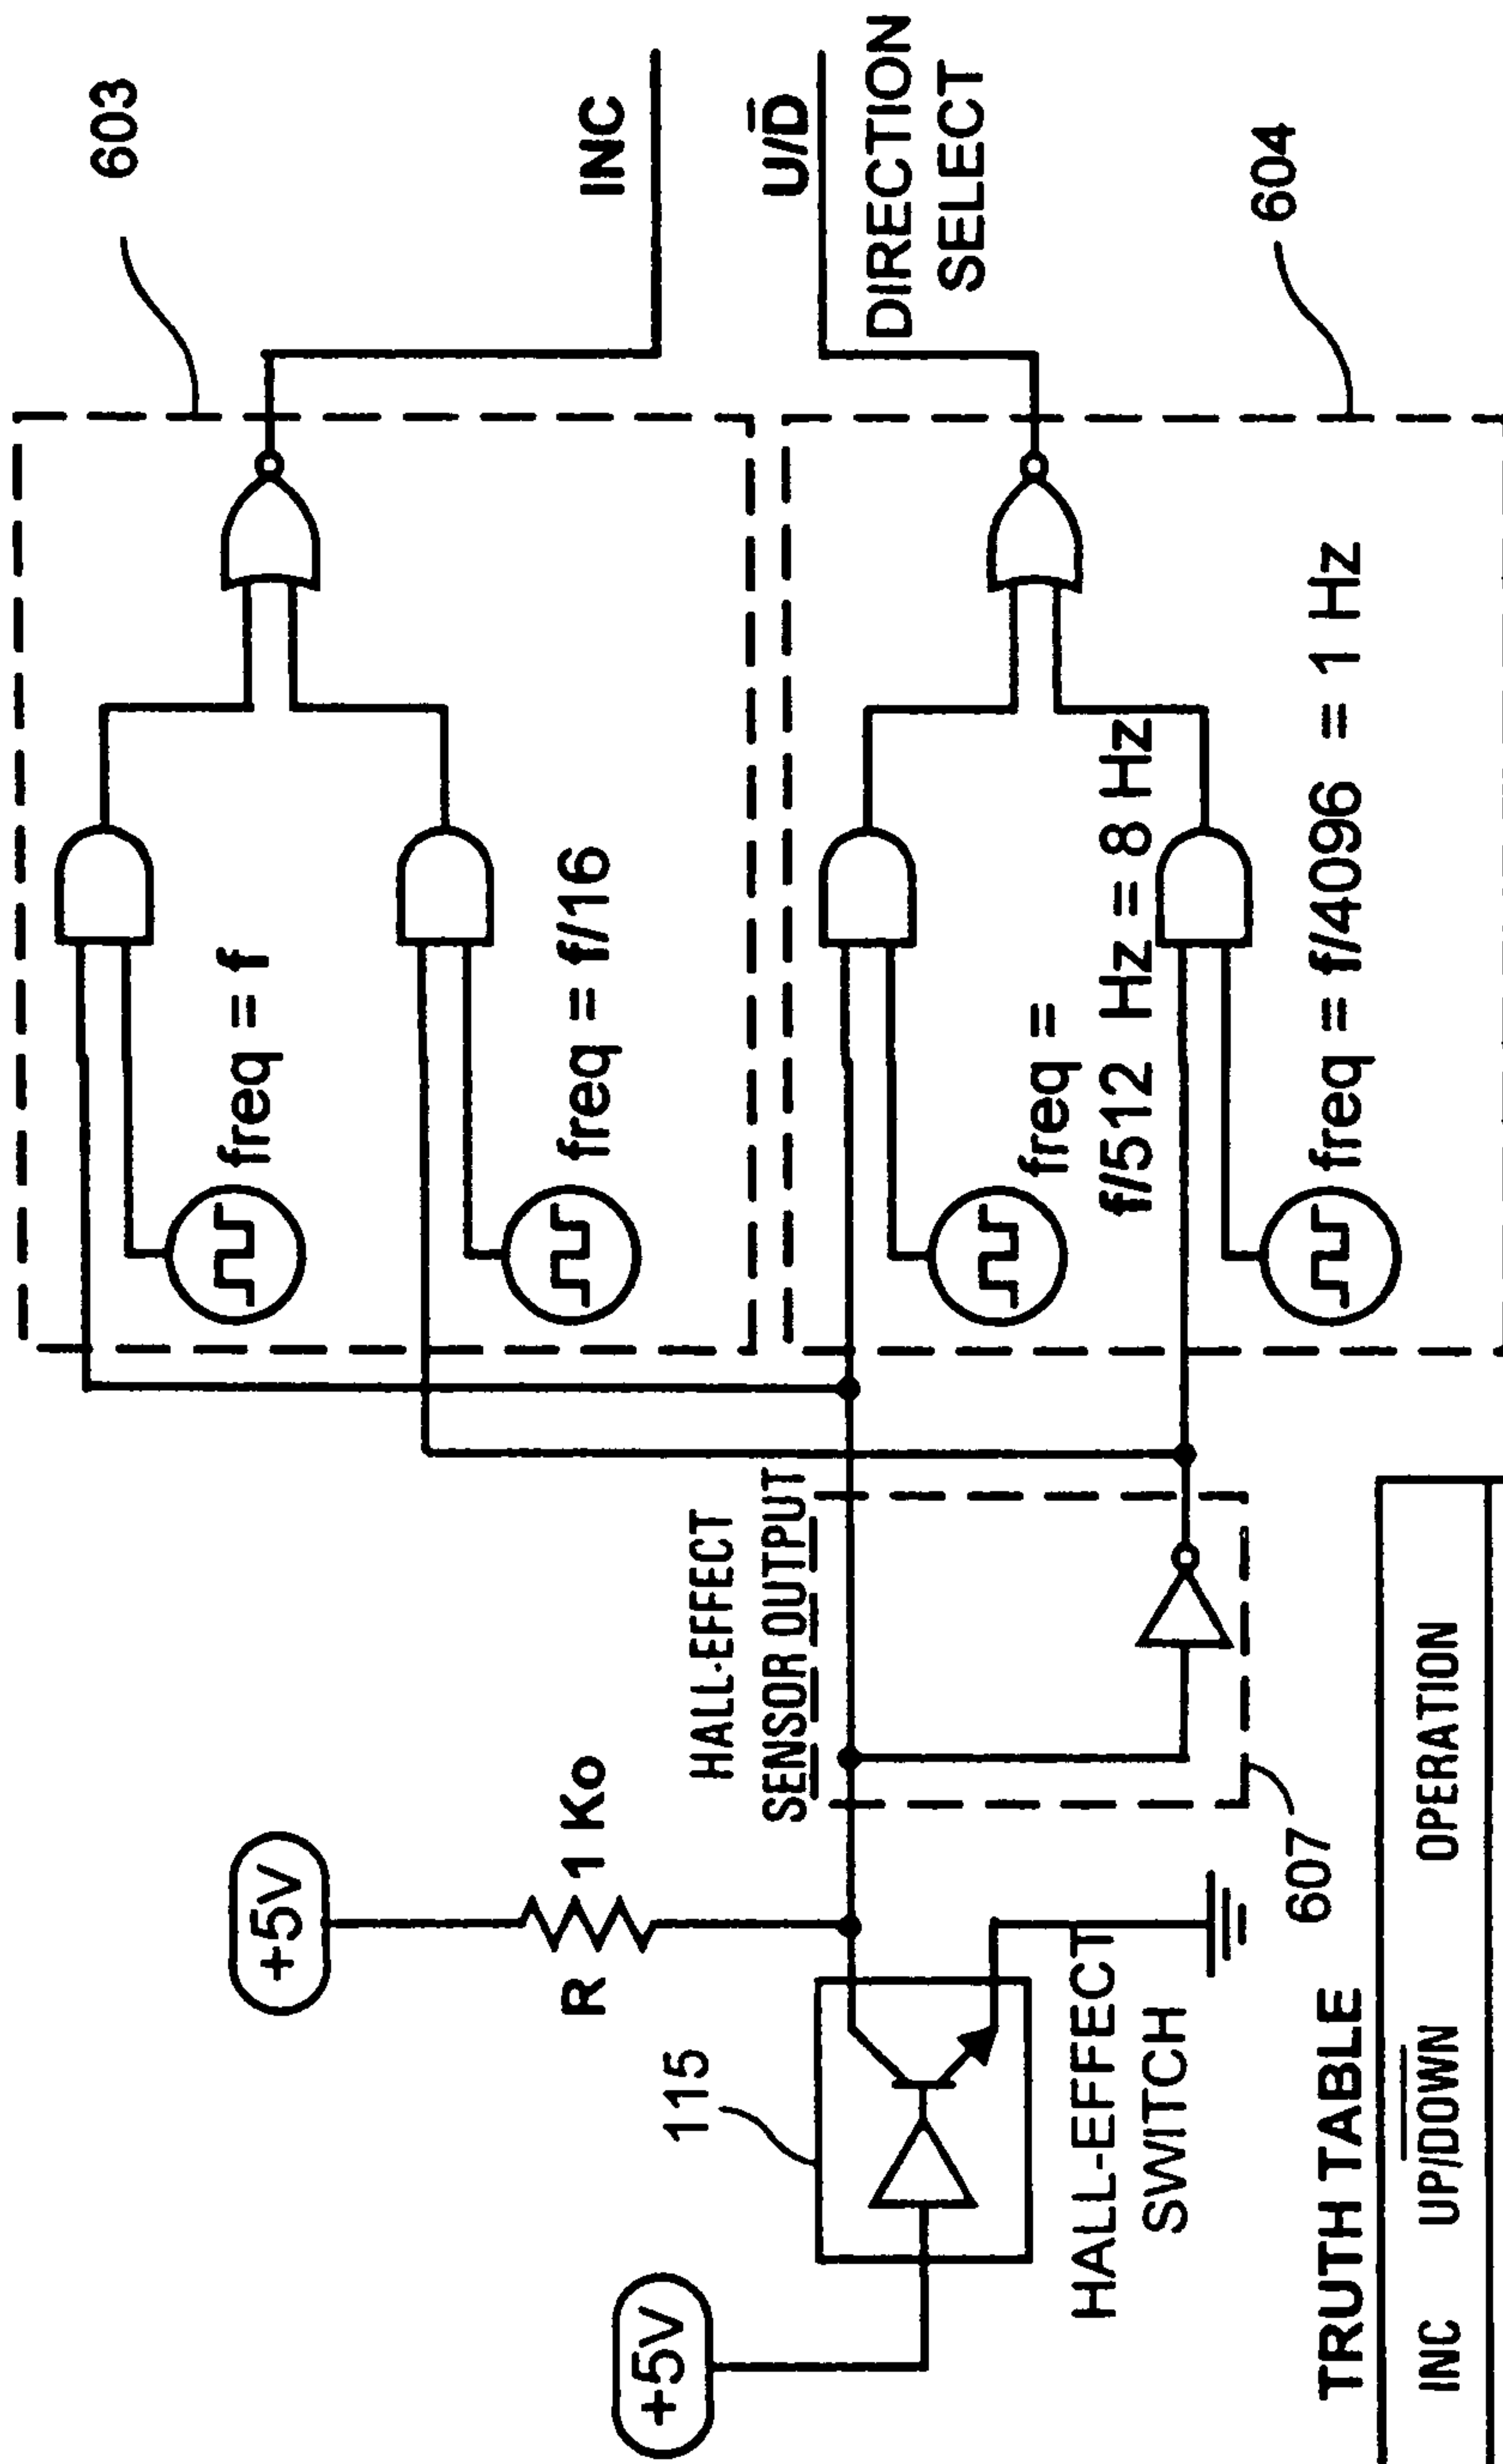 603
INC
U/D̅
DIRECTION
SELECT
604
freq = f
freq = f/16
freq =
f/512 Hz = 8 Hz
freq = f/4096 = 1 Hz
+5V
R 1 Ko
HALL-EFFECT
SENSOR OUTPUT
607
+5V
115
HALL-EFFECT
SWITCH
TRUTH TABLE
INC UP/D̅O̅W̅N̅ OPERATION